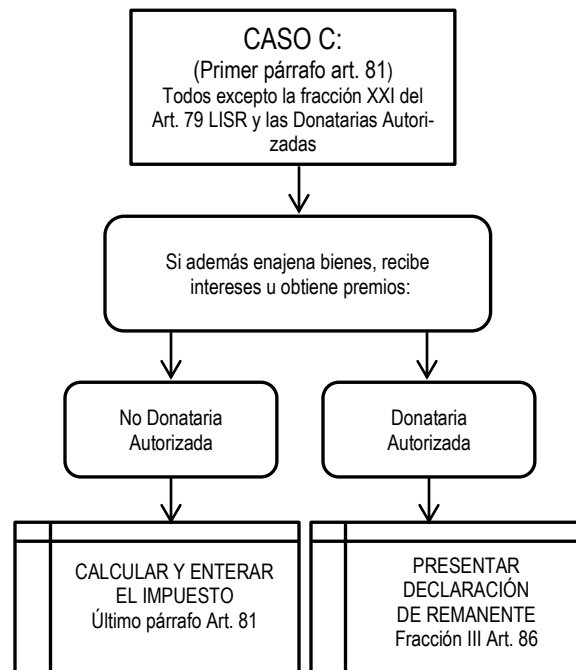 CASO C:
(Primer párrafo art. 81)
Todos excepto la fracción XXI del
Art. 79 LISR y las Donatarias Autori-
zadas
Si además enajena bienes, recibe
intereses u obtiene premios:
No Donataria
Autorizada
Donataria
Autorizada
CALCULAR Y ENTERAR
EL IMPUESTO
Último párrafo Art. 81
PRESENTAR
DECLARACIÓN
DE REMANENTE
Fracción III Art. 86